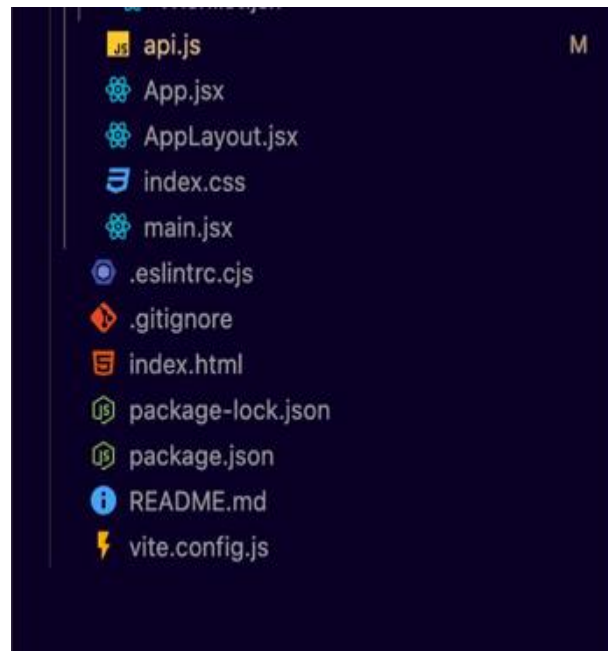 api.js M
App.jsx
AppLayout.jsx
index.css
main.jsx
.eslintrc.cjs
.gitignore
index.html
package-lock.json
package.json
README.md
vite.config.js